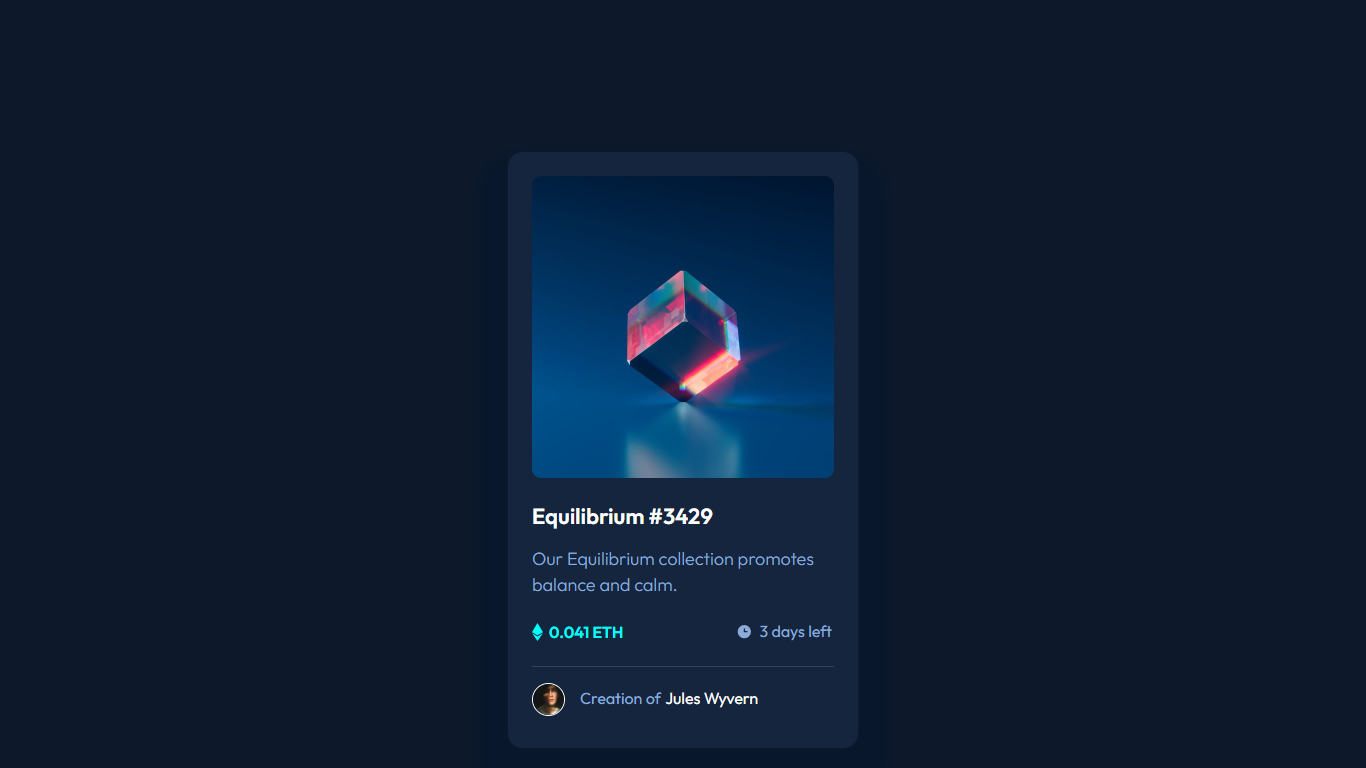 Equilibrium #3429
Our Equilibrium collection promotes
balance and calm.
0.041 ETH
3 days left
Creation of Jules Wyvern